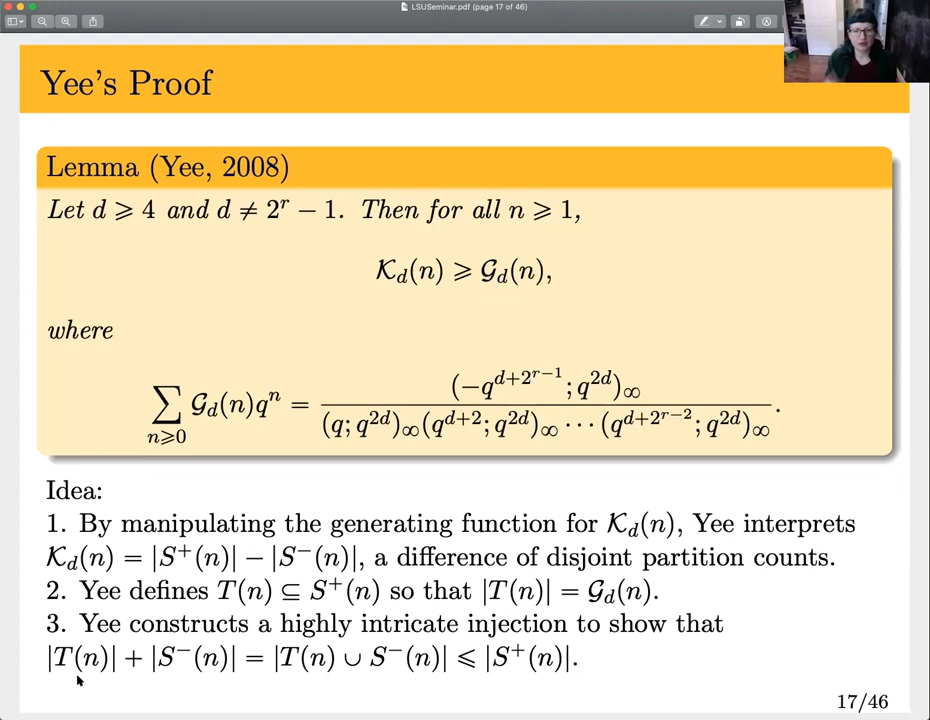 LSUSeminar.pdf (page 17 of 46)
Yee's Proof
Lemma (Yee, 2008)
Let d ⩾ 4 and d ≠ 2^r − 1. Then for all n ⩾ 1,
𝒦_d(n) ⩾ 𝒢_d(n),
where
∑_{n⩾0} 𝒢_d(n)q^n = (−q^{d+2^{r−1}}; q^{2d})_∞ / (q; q^{2d})_∞(q^{d+2}; q^{2d})_∞ ⋯ (q^{d+2^{r−2}}; q^{2d})_∞.
Idea:
1. By manipulating the generating function for 𝒦_d(n), Yee interprets
𝒦_d(n) = |S^+(n)| − |S^−(n)|, a difference of disjoint partition counts.
2. Yee defines T(n) ⊆ S^+(n) so that |T(n)| = 𝒢_d(n).
3. Yee constructs a highly intricate injection to show that
|T(n)| + |S^−(n)| = |T(n) ∪ S^−(n)| ⩽ |S^+(n)|.
17/46